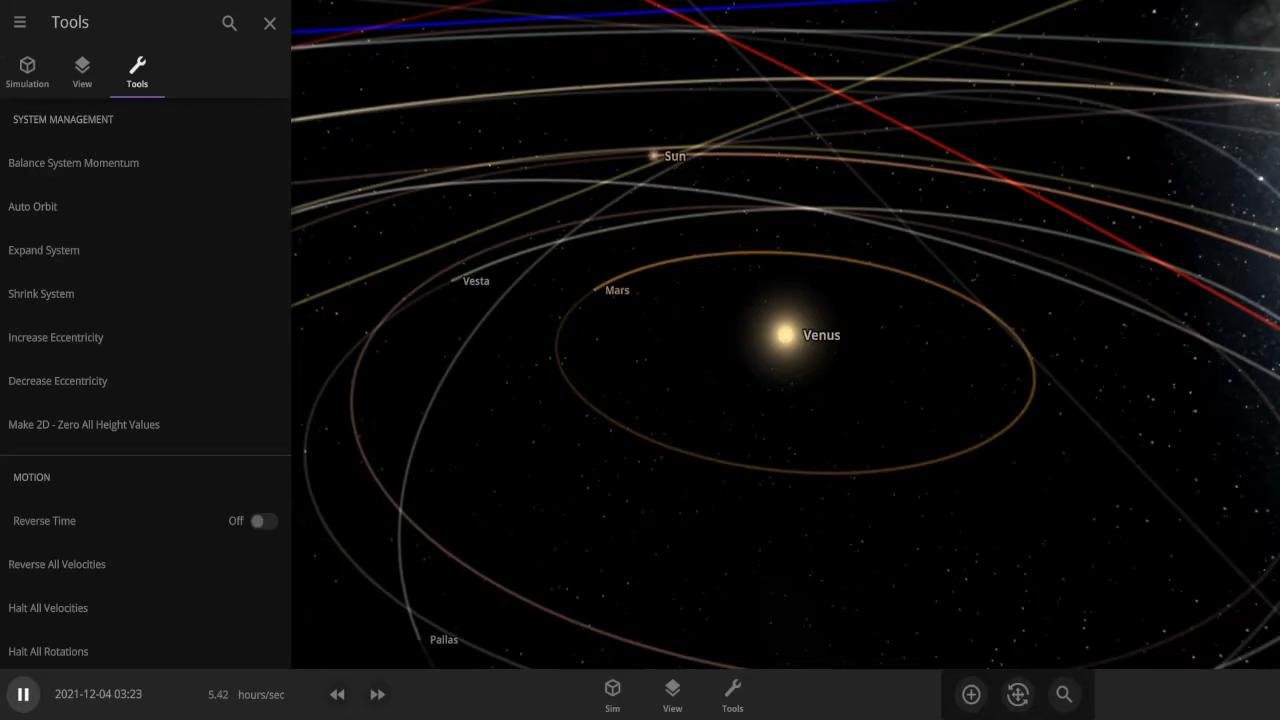 Tools
Simulation View Tools
SYSTEM MANAGEMENT
Balance System Momentum
Auto Orbit
Expand System
Shrink System
Increase Eccentricity
Decrease Eccentricity
Make 2D - Zero All Height Values
MOTION
Reverse Time Off
Reverse All Velocities
Halt All Velocities
Halt All Rotations
Sun
Vesta
Mars
Venus
Pallas
2021-12-04 03:23 5.42 hours/sec
Sim View Tools